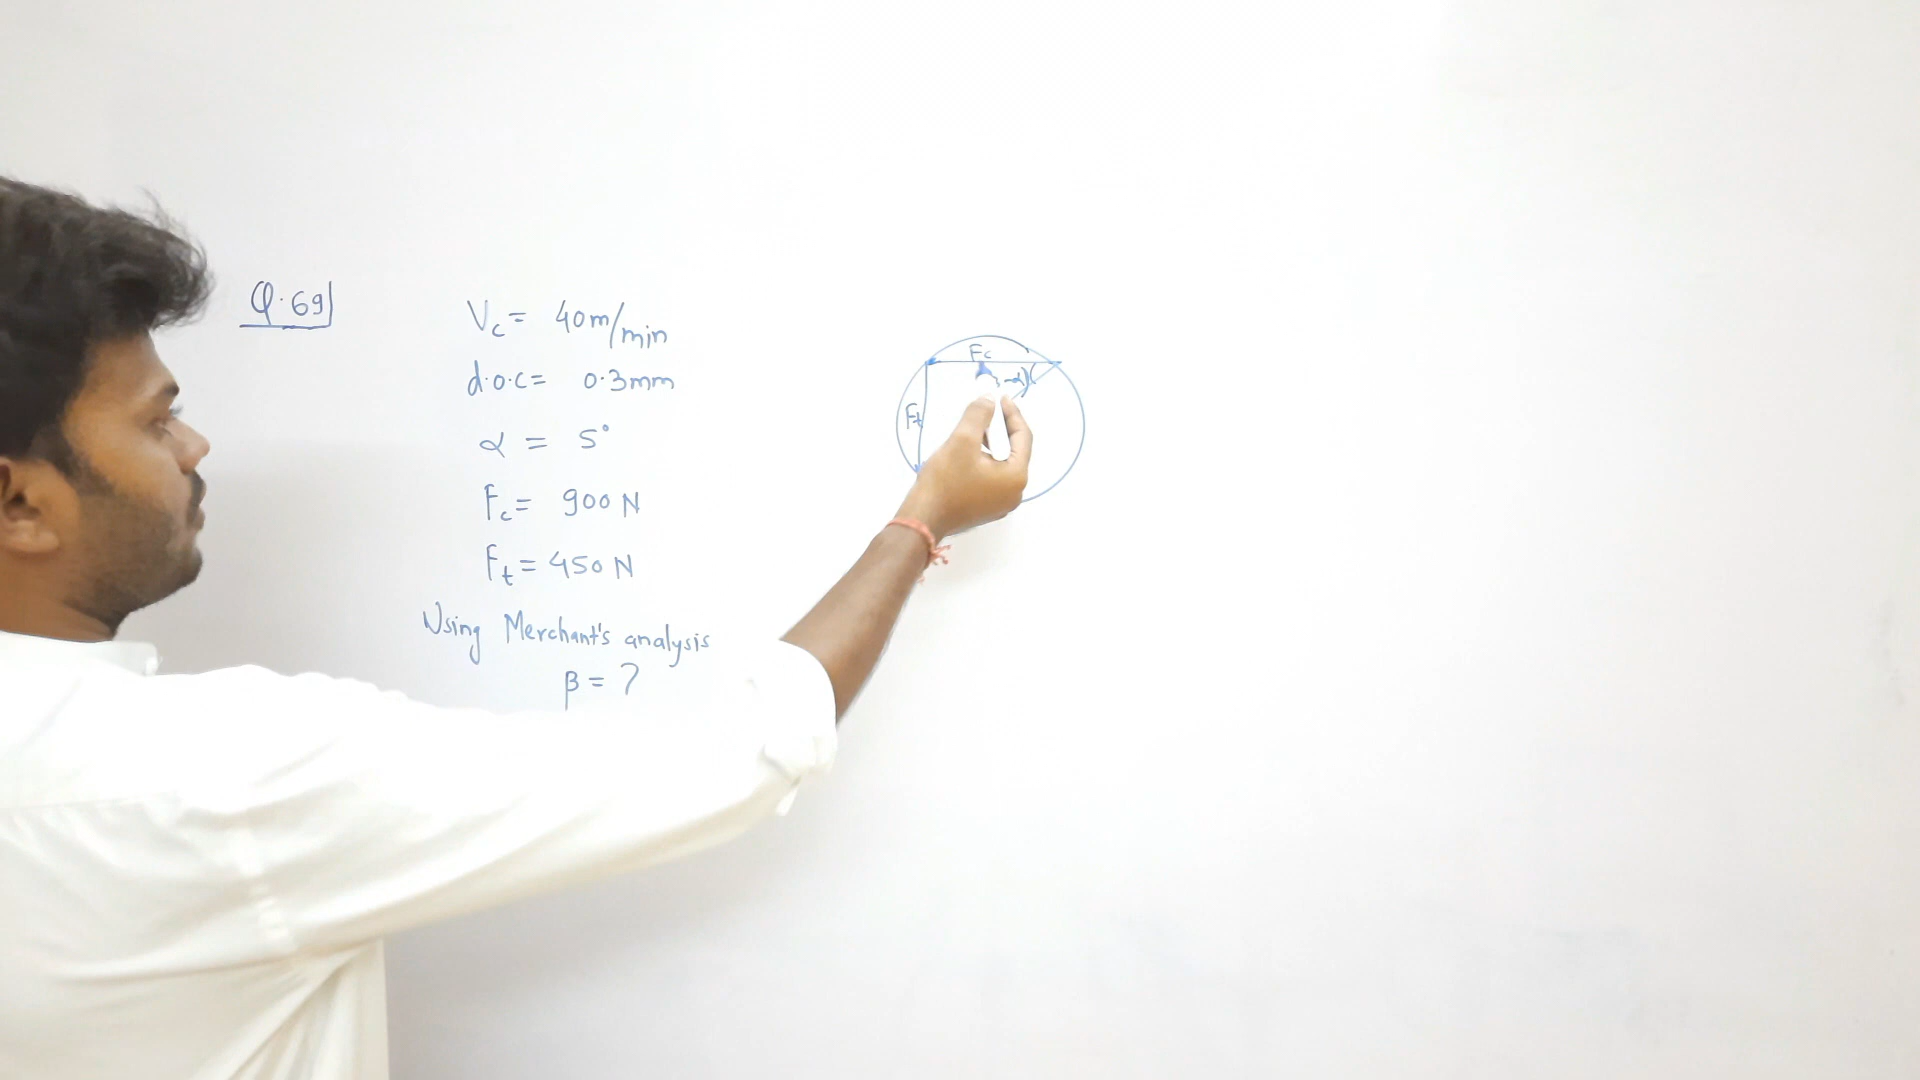 Q.69
Vc = 40m/min
d.o.c = 0.3mm
α = 5°
Fc = 900 N
Ft = 450 N
Using Merchant's analysis
β = ?
Fc
-α)
Ft